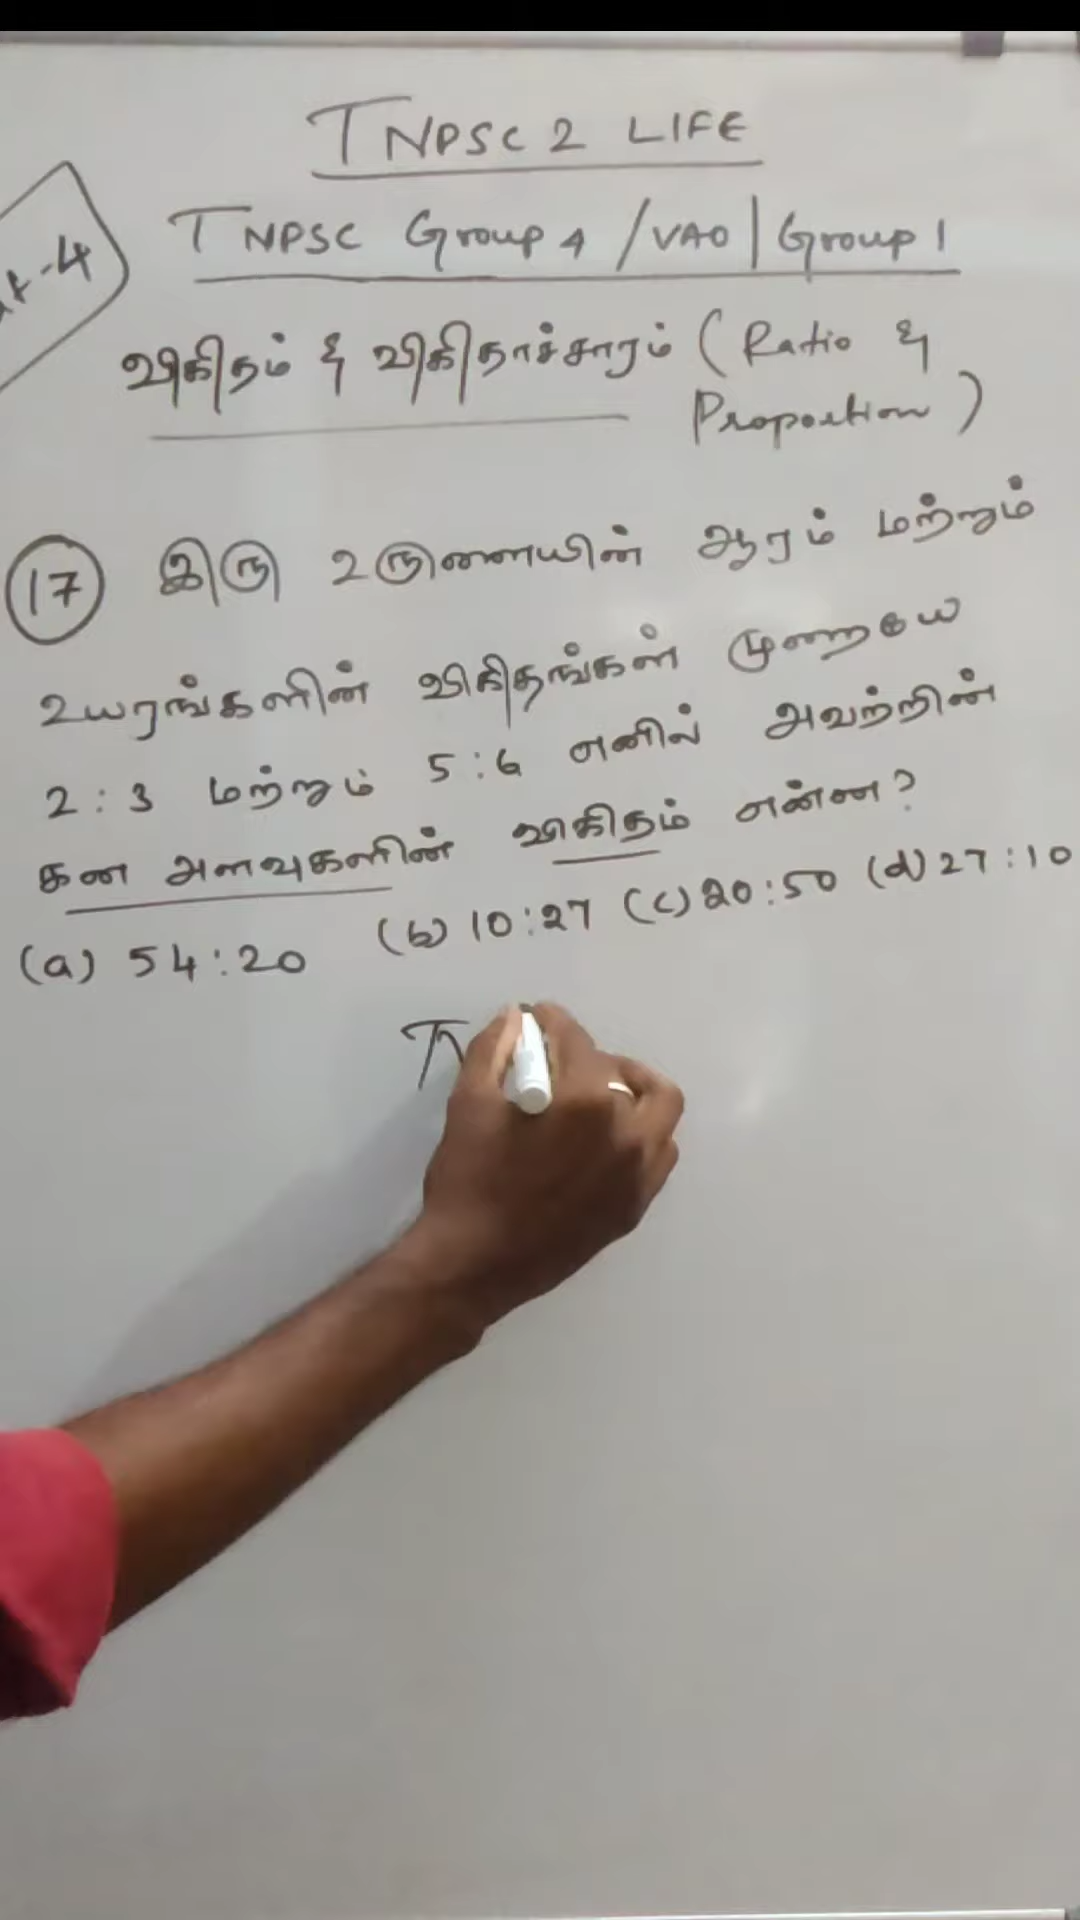 TNPSC 2 LIFE
TNPSC Group 4 / VAO | Group 1
விகிதம் & விகிதாச்சாரம் ( Ratio &
Proportion )
17 இரு உருளையின் ஆரம் மற்றும்
உயரங்களின் விகிதங்கள் முறையே
2 : 3 மற்றும் 5 : 6 எனில் அவற்றின்
கன அளவுகளின் விகிதம் என்ன?
(a) 54 : 20 (b) 10 : 27 (c) 20 : 50 (d) 27 : 10